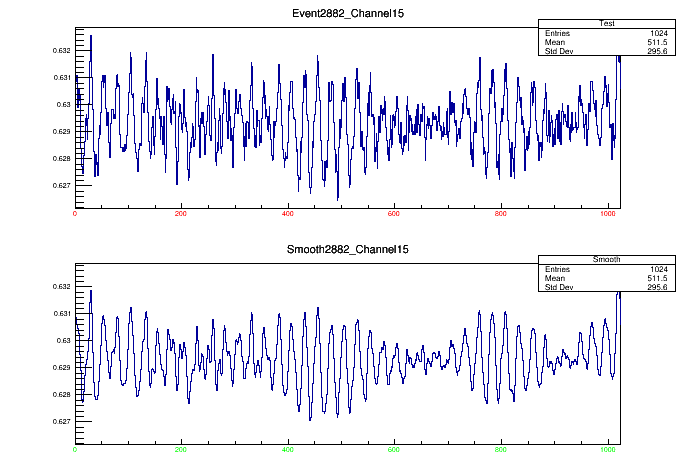 Event2882_Channel15
Test
Entries 1024
Mean 511.5
Std Dev 295.6
0.632
0.631
0.63
0.629
0.628
0.627
0 200 400 600 800 1000
Smooth2882_Channel15
Smooth
Entries 1024
Mean 511.5
Std Dev 295.6
0.632
0.631
0.63
0.629
0.628
0.627
0 200 400 600 800 1000